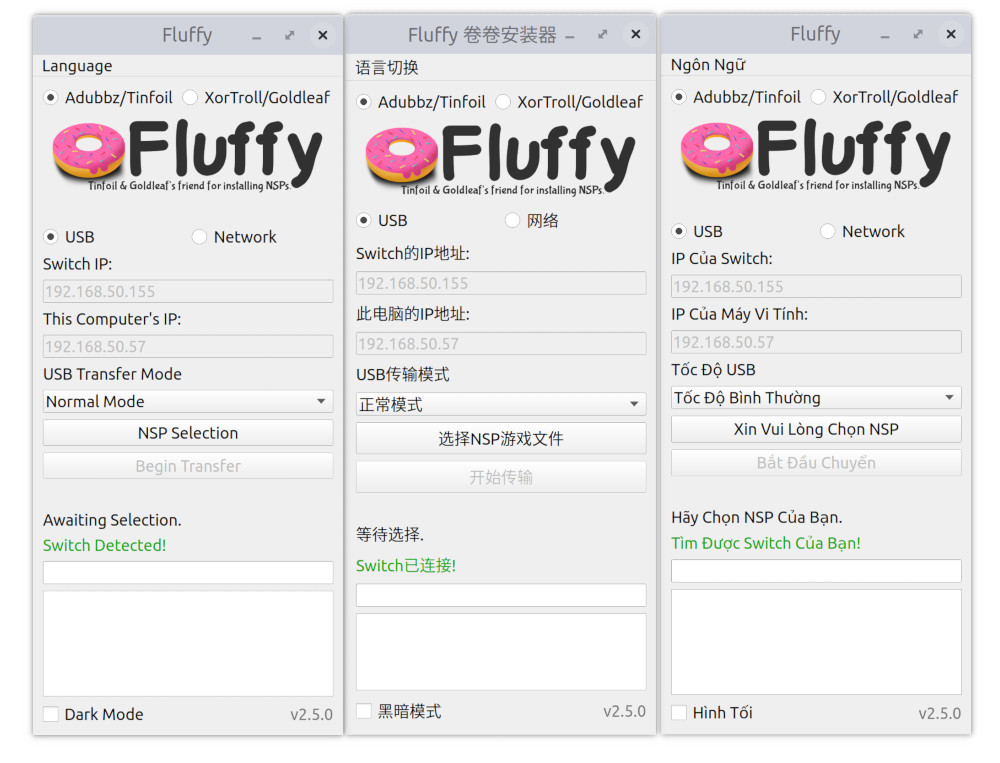 Fluffy
Language
Adubbz/Tinfoil XorTroll/Goldleaf
Fluffy
Tinfoil & Goldleaf's friend for installing NSPs.
USB Network
Switch IP:
192.168.50.155
This Computer's IP:
192.168.50.57
USB Transfer Mode
Normal Mode
NSP Selection
Begin Transfer
Awaiting Selection.
Switch Detected!
Dark Mode v2.5.0
Fluffy 卷卷安装器
语言切换
Adubbz/Tinfoil XorTroll/Goldleaf
Fluffy
Tinfoil & Goldleaf's friend for installing NSPs.
USB 网络
Switch的IP地址:
192.168.50.155
此电脑的IP地址:
192.168.50.57
USB传输模式
正常模式
选择NSP游戏文件
开始传输
等待选择.
Switch已连接!
黑暗模式 v2.5.0
Fluffy
Ngôn Ngữ
Adubbz/Tinfoil XorTroll/Goldleaf
Fluffy
Tinfoil & Goldleaf's friend for installing NSPs.
USB Network
IP Của Switch:
192.168.50.155
IP Của Máy Vi Tính:
192.168.50.57
Tốc Độ USB
Tốc Độ Bình Thường
Xin Vui Lòng Chọn NSP
Bắt Đầu Chuyển
Hãy Chọn NSP Của Bạn.
Tìm Được Switch Của Bạn!
Hình Tối v2.5.0